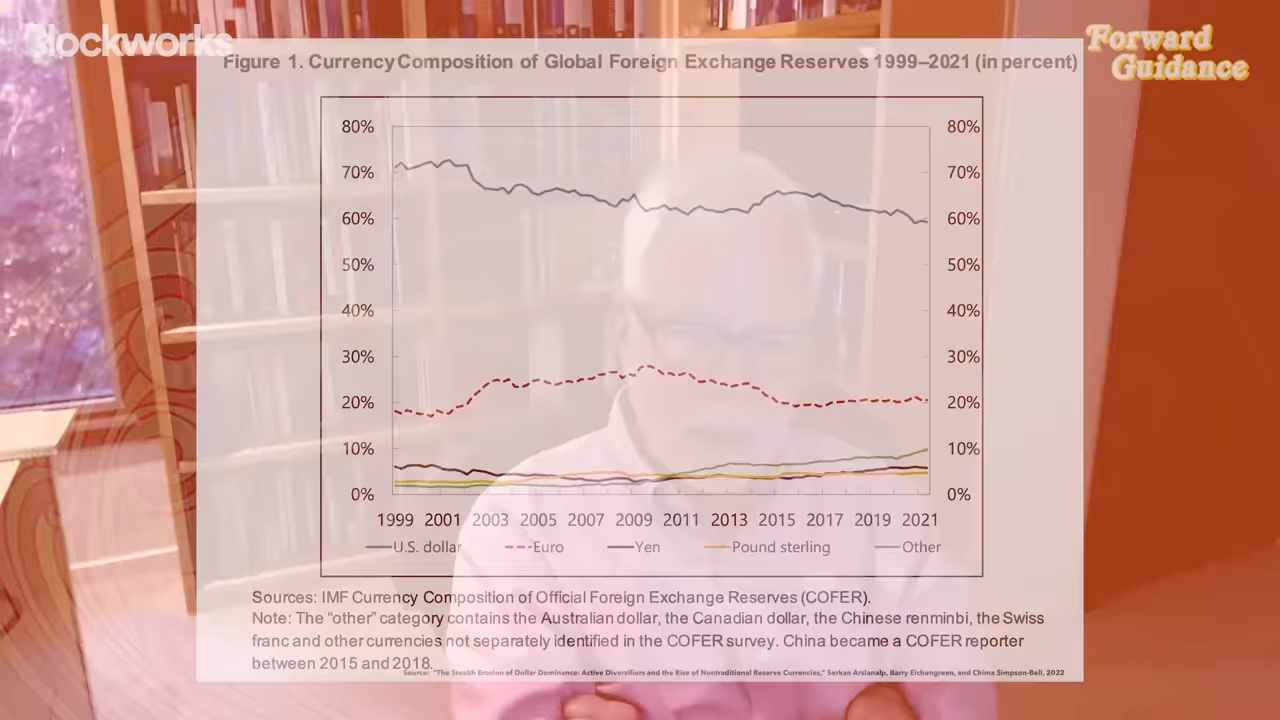 Blockworks
Forward
Guidance
Figure 1. Currency Composition of Global Foreign Exchange Reserves 1999–2021 (in percent)
80% 80%
70% 70%
60% 60%
50% 50%
40% 40%
30% 30%
20% 20%
10% 10%
0% 0%
1999 2001 2003 2005 2007 2009 2011 2013 2015 2017 2019 2021
U.S. dollar Euro Yen Pound sterling Other
Sources: IMF Currency Composition of Official Foreign Exchange Reserves (COFER).
Note: The “other” category contains the Australian dollar, the Canadian dollar, the Chinese renminbi, the Swiss
franc and other currencies not separately identified in the COFER survey. China became a COFER reporter
between 2015 and 2018.
Source: "The Stealth Erosion of Dollar Dominance: Active Diversifiers and the Rise of Nontraditional Reserve Currencies," Serkan Arslanalp, Barry Eichengreen, and Chima Simpson-Bell, 2022